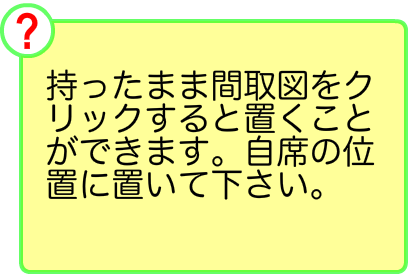 ?
持ったまま間取図をク
リックすると置くこと
ができます。自席の位
置に置いて下さい。